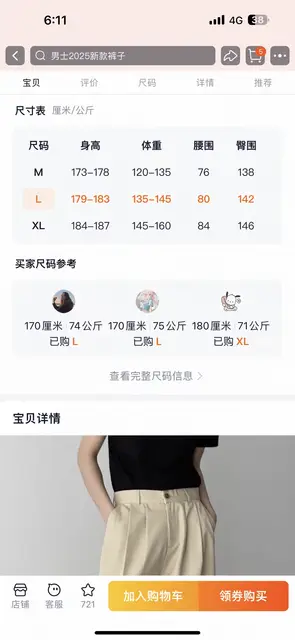 6:11
4G
38
男士2025新款裤子
5
宝贝 评价 尺码 详情 推荐
尺寸表 厘米/公斤
尺码 身高 体重 腰围 臀围
M 173-178 120-135 76 138
L 179-183 135-145 80 142
XL 184-187 145-160 84 146
买家尺码参考
170厘米 74公斤 170厘米 75公斤 180厘米 71公斤
已购 L 已购 L 已购 XL
查看完整尺码信息 >
宝贝详情
店铺 客服 721 加入购物车 领券购买